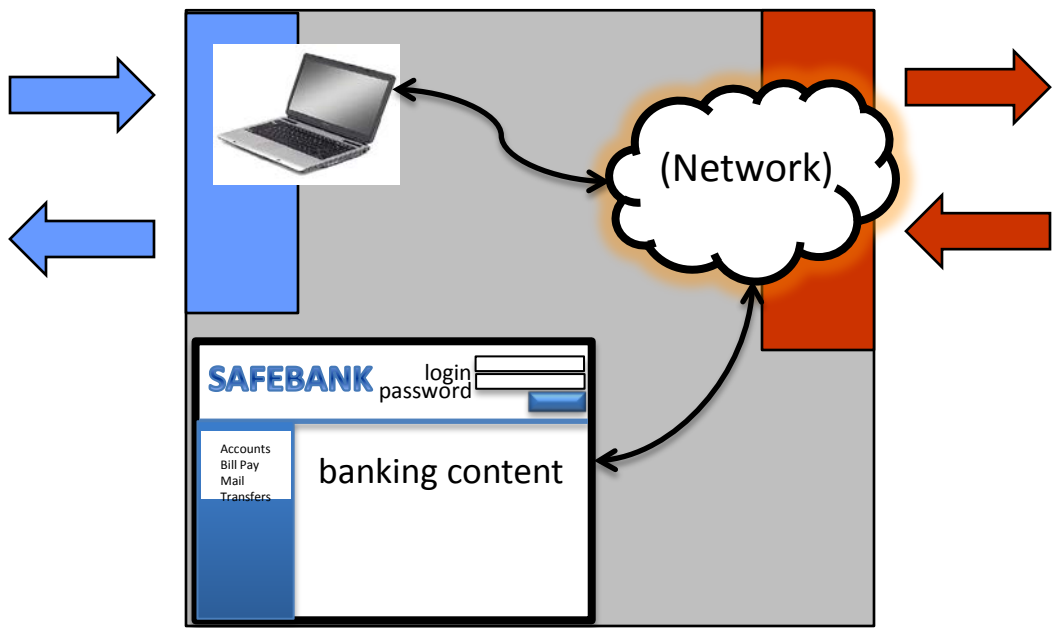 (Network)
SAFEBANK
login
password
Accounts
Bill Pay
Mail
Transfers
banking content